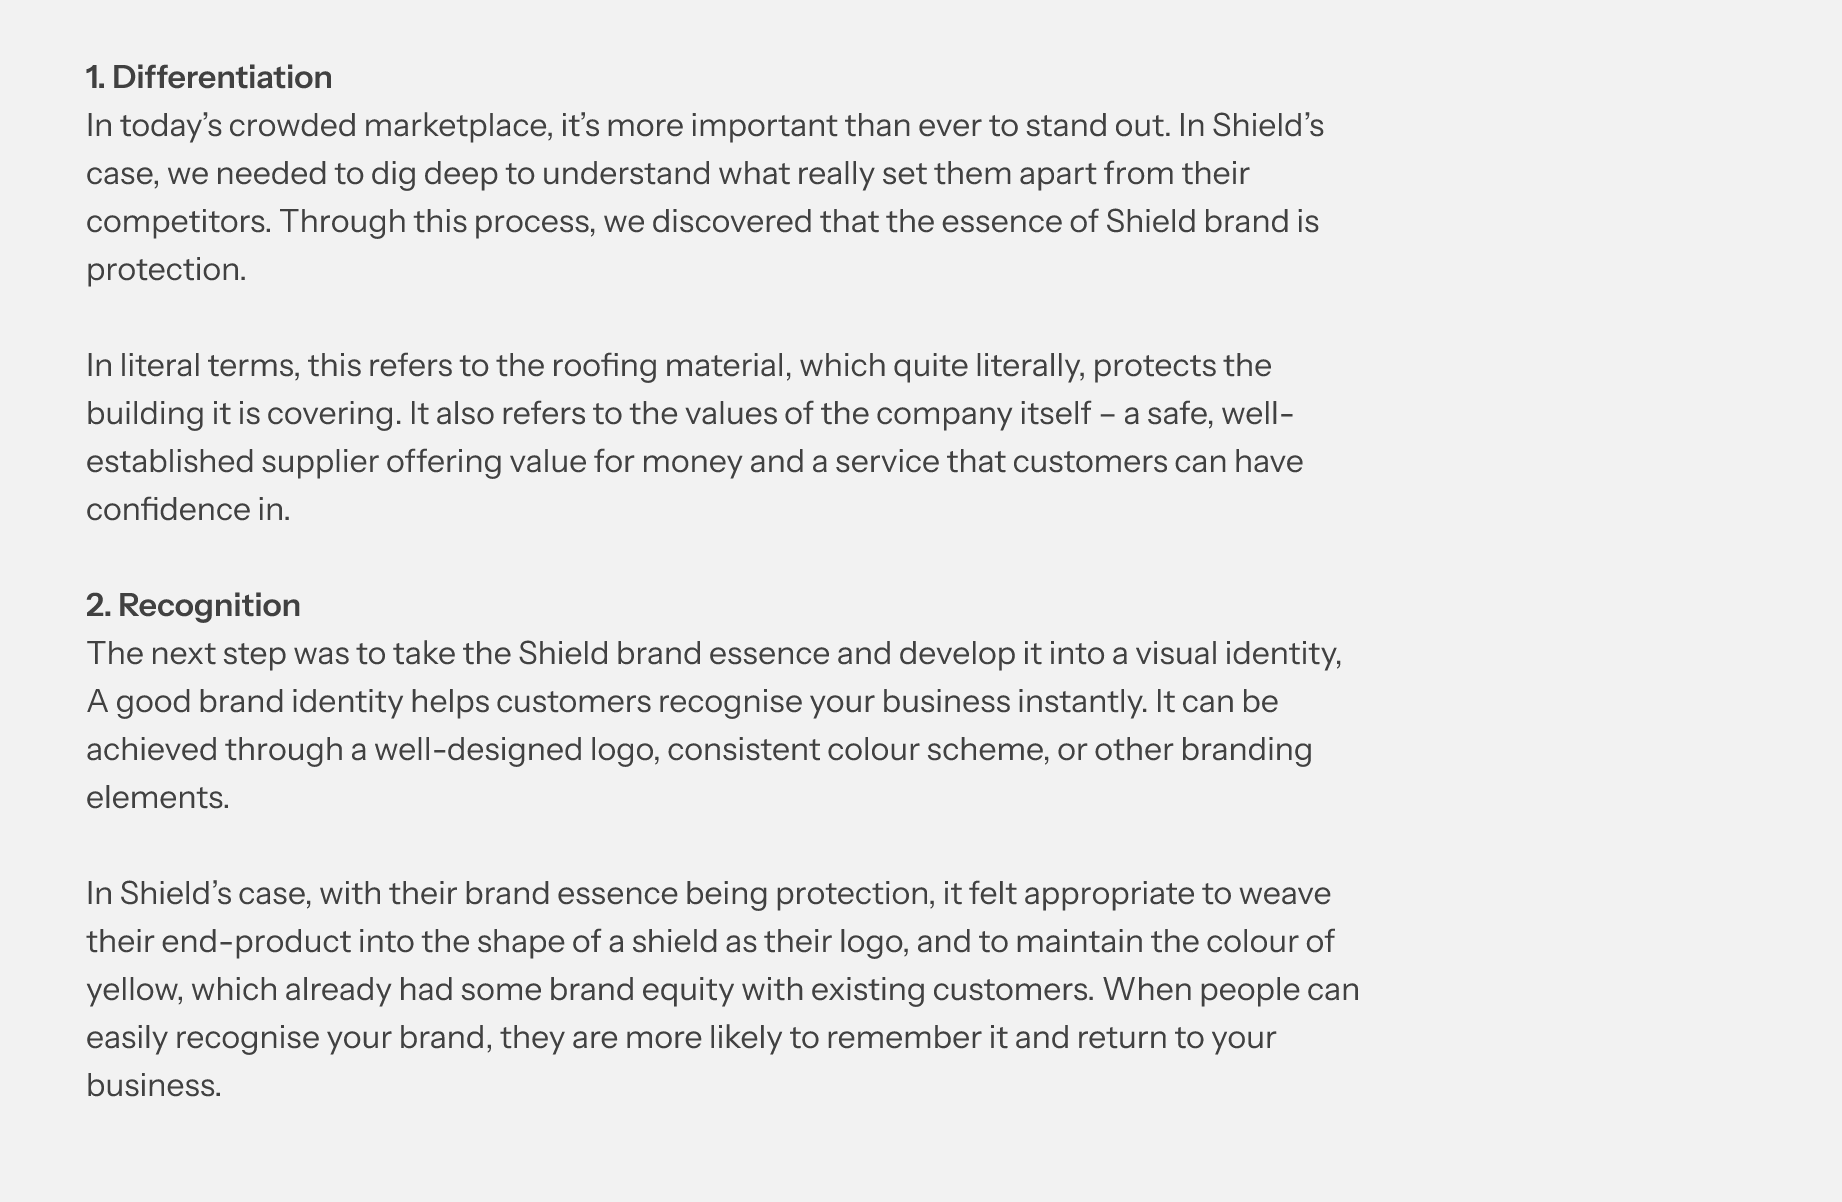 1. Differentiation
In today’s crowded marketplace, it’s more important than ever to stand out. In Shield’s
case, we needed to dig deep to understand what really set them apart from their
competitors. Through this process, we discovered that the essence of Shield brand is
protection.
In literal terms, this refers to the roofing material, which quite literally, protects the
building it is covering. It also refers to the values of the company itself – a safe, well-
established supplier offering value for money and a service that customers can have
confidence in.
2. Recognition
The next step was to take the Shield brand essence and develop it into a visual identity,
A good brand identity helps customers recognise your business instantly. It can be
achieved through a well-designed logo, consistent colour scheme, or other branding
elements.
In Shield’s case, with their brand essence being protection, it felt appropriate to weave
their end-product into the shape of a shield as their logo, and to maintain the colour of
yellow, which already had some brand equity with existing customers. When people can
easily recognise your brand, they are more likely to remember it and return to your
business.